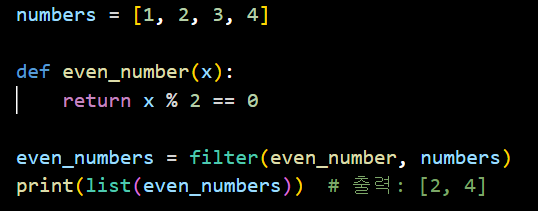 numbers = [1, 2, 3, 4]
def even_number(x):
    return x % 2 == 0
even_numbers = filter(even_number, numbers)
print(list(even_numbers))  # 출력: [2, 4]